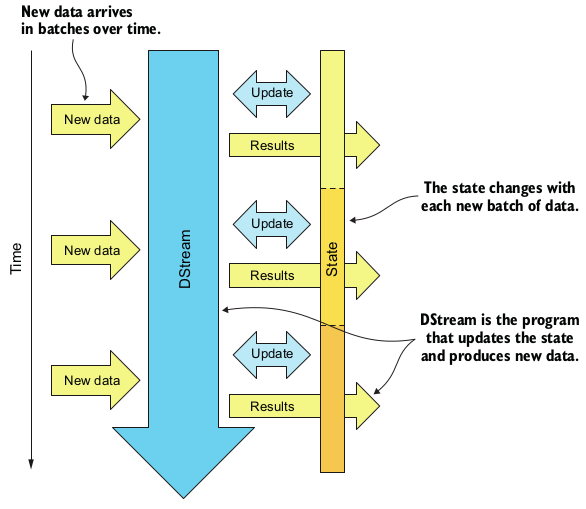 New data arrives
in batches over time.
Update
New data
Results
The state changes with
each new batch of data.
Update
New data
Time
DStream
State
Results
DStream is the program
that updates the state
and produces new data.
Update
New data
Results